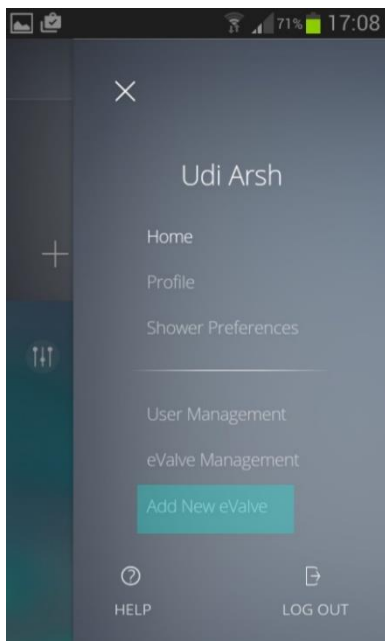 71% 17:08
Udi Arsh
Home
Profile
Shower Preferences
User Management
eValve Management
Add New eValve
HELP LOG OUT